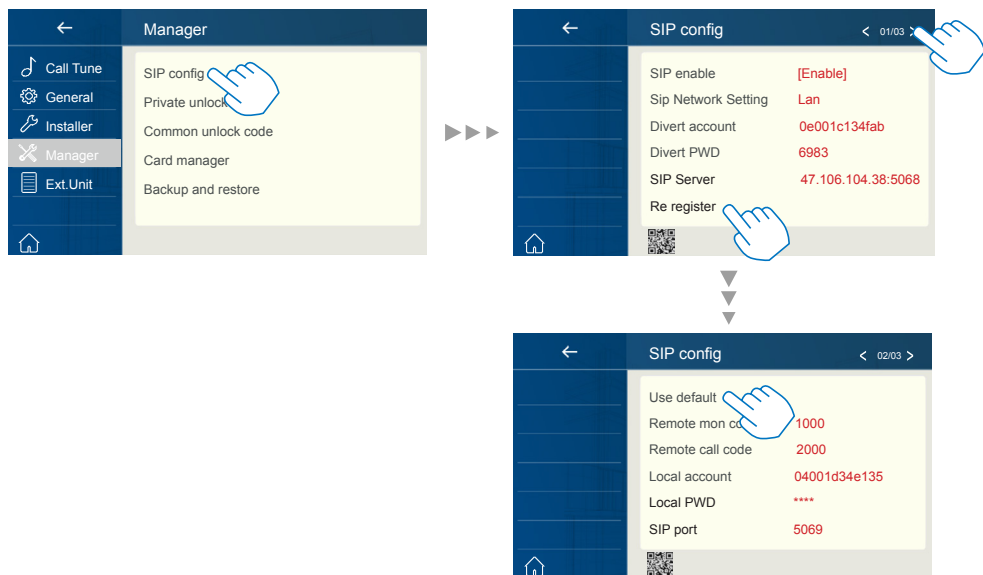 Manager
Call Tune
General
Installer
Manager
Ext.Unit
SIP config
Private unlock
Common unlock code
Card manager
Backup and restore
SIP config < 01/03 >
SIP enable [Enable]
Sip Network Setting Lan
Divert account 0e001c134fab
Divert PWD 6983
SIP Server 47.106.104.38:5068
Re register
SIP config < 02/03 >
Use default
Remote mon 1000
Remote call code 2000
Local account 04001d34e135
Local PWD ****
SIP port 5069